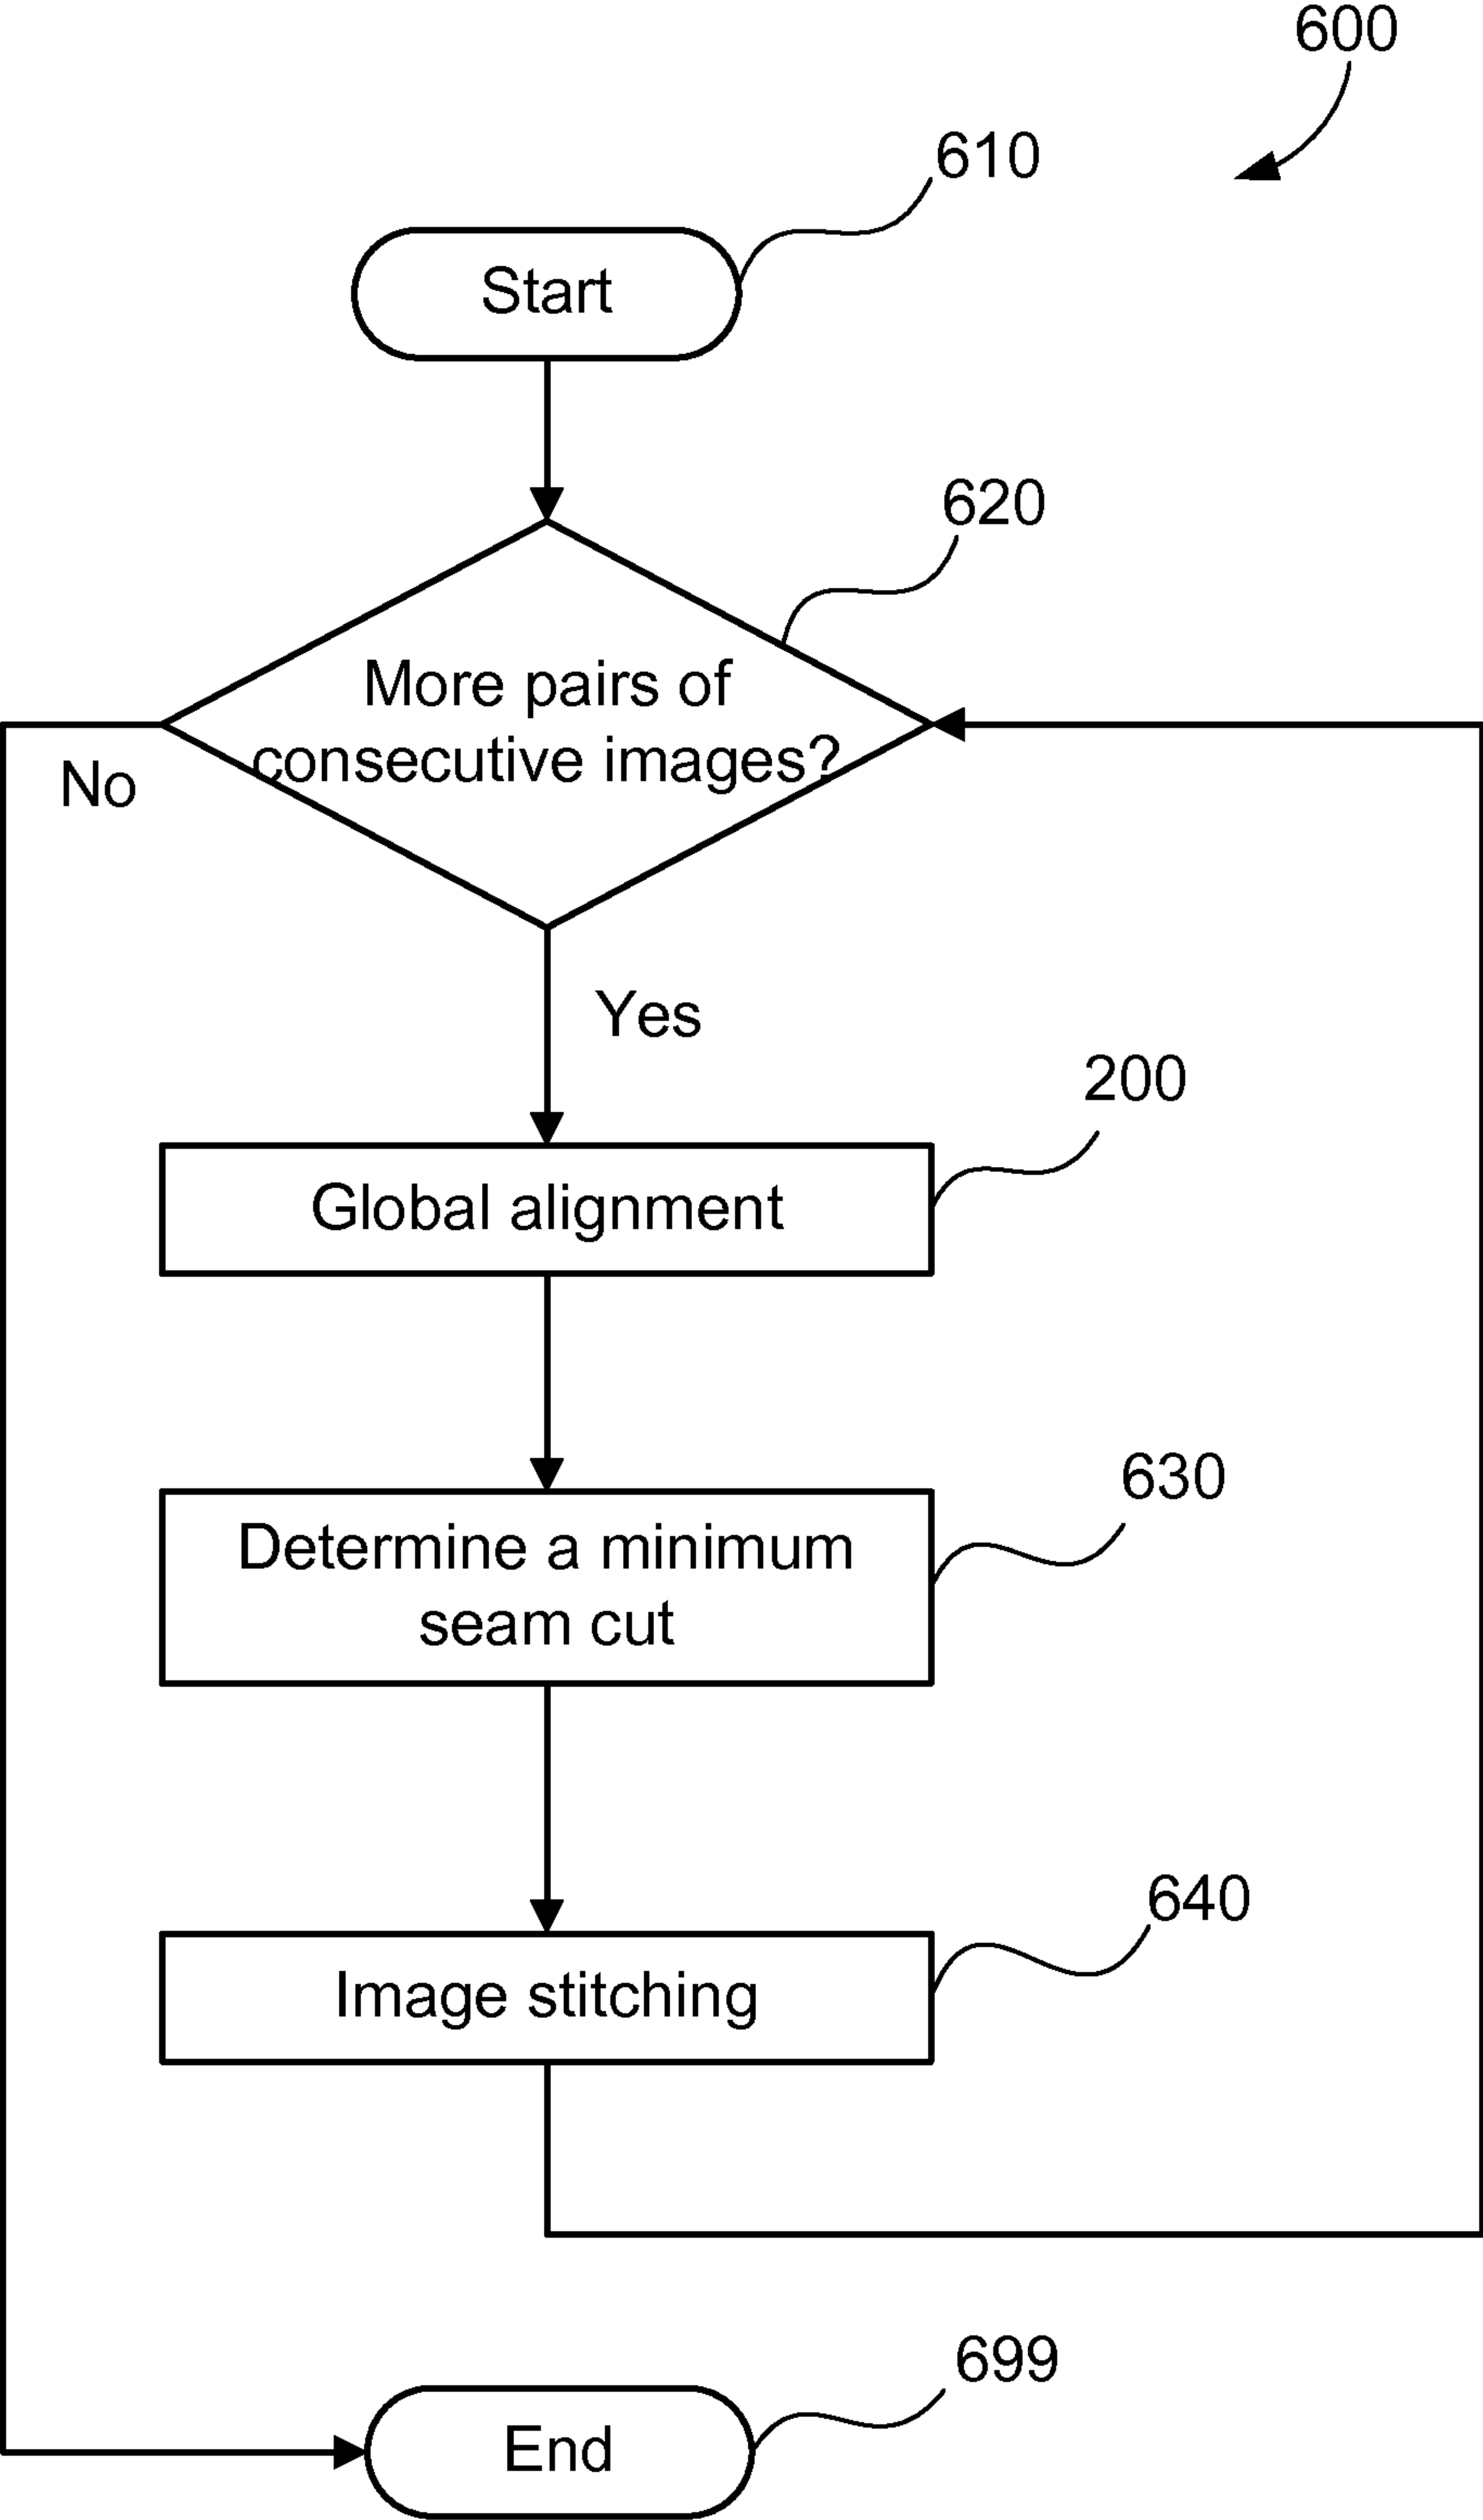 600
610
Start
620
More pairs of
consecutive images?
No
Yes
200
Global alignment
630
Determine a minimum
seam cut
640
Image stitching
699
End